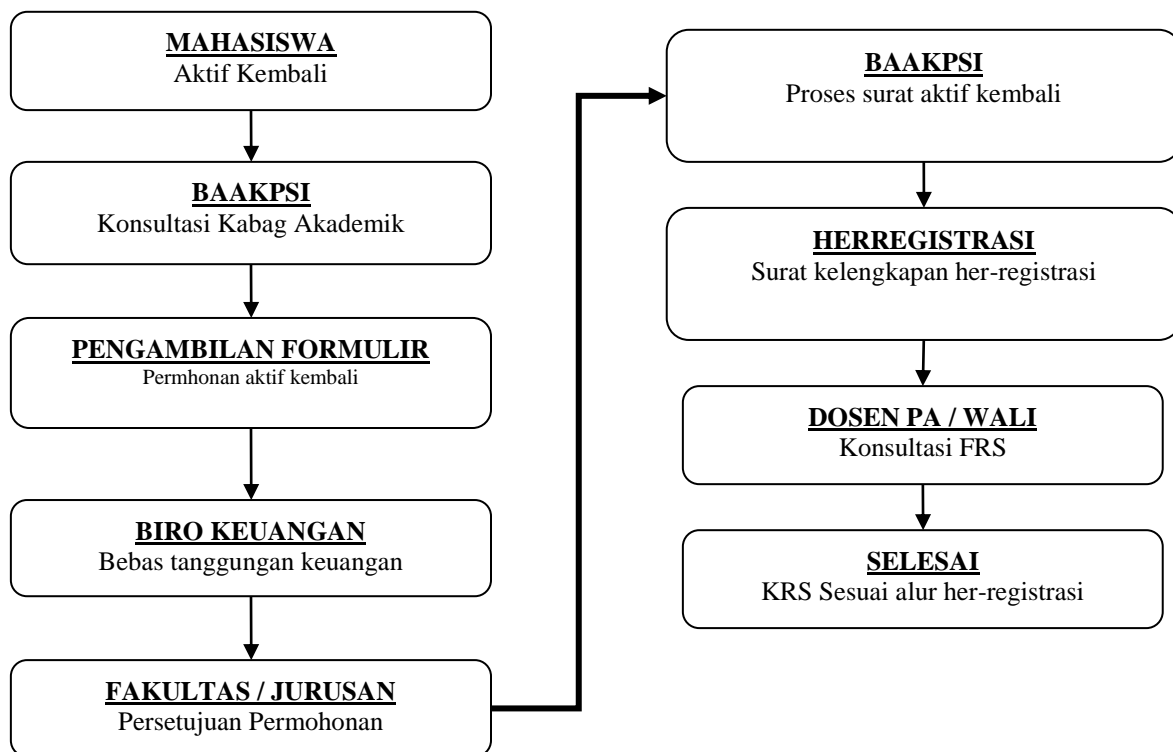 MAHASISWA
Aktif Kembali
BAAKPSI
Konsultasi Kabag Akademik
PENGAMBILAN FORMULIR
Permhonan aktif kembali
BIRO KEUANGAN
Bebas tanggungan keuangan
FAKULTAS / JURUSAN
Persetujuan Permohonan
BAAKPSI
Proses surat aktif kembali
HERREGISTRASI
Surat kelengkapan her-registrasi
DOSEN PA / WALI
Konsultasi FRS
SELESAI
KRS Sesuai alur her-registrasi